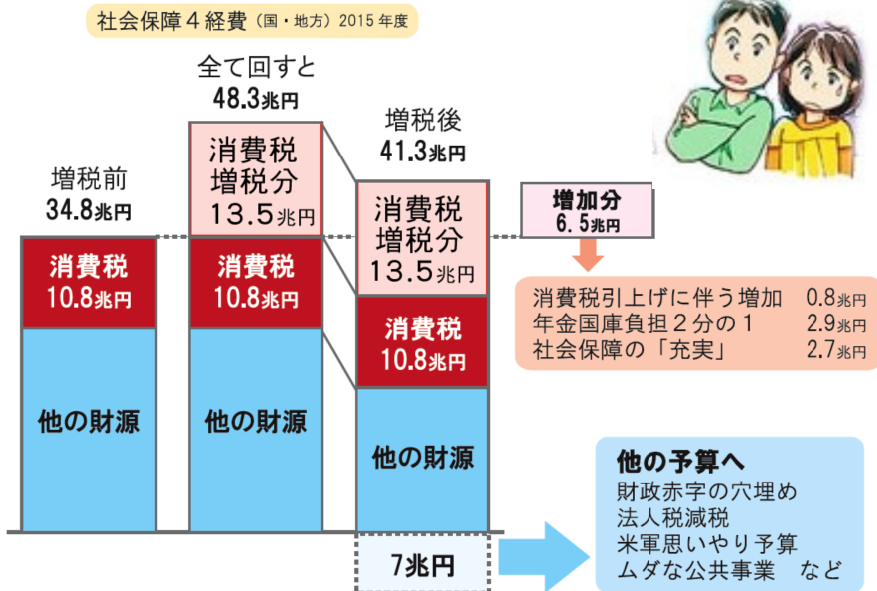 社会保障4経費（国・地方）2015年度
増税前
34.8兆円
消費税
10.8兆円
他の財源
全て回すと
48.3兆円
消費税
増税分
13.5兆円
消費税
10.8兆円
他の財源
増税後
41.3兆円
消費税
増税分
13.5兆円
消費税
10.8兆円
他の財源
7兆円
増加分
6.5兆円
消費税引上げに伴う増加 0.8兆円
年金国庫負担2分の1 2.9兆円
社会保障の「充実」 2.7兆円
他の予算へ
財政赤字の穴埋め
法人税減税
米軍思いやり予算
ムダな公共事業 など